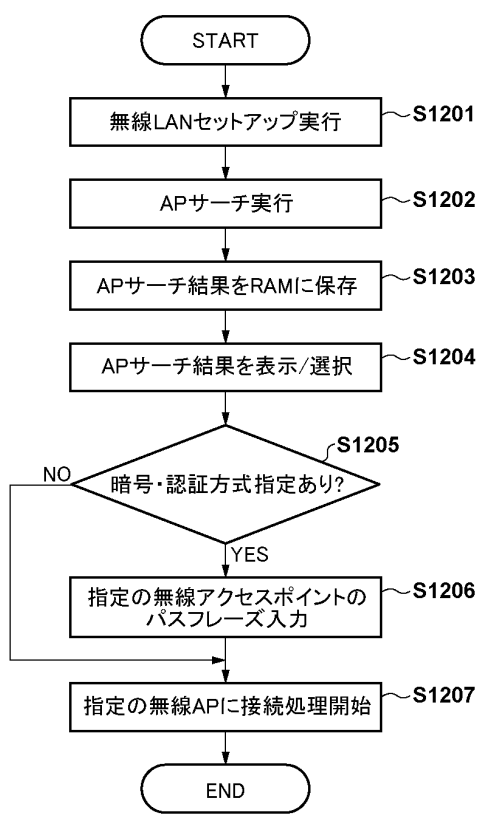 START
無線LANセットアップ実行
S1201
APサーチ実行
S1202
APサーチ結果をRAMに保存
S1203
APサーチ結果を表示/選択
S1204
S1205
暗号・認証方式指定あり?
NO
YES
指定の無線アクセスポイントの
パスフレーズ入力
S1206
指定の無線APに接続処理開始
S1207
END